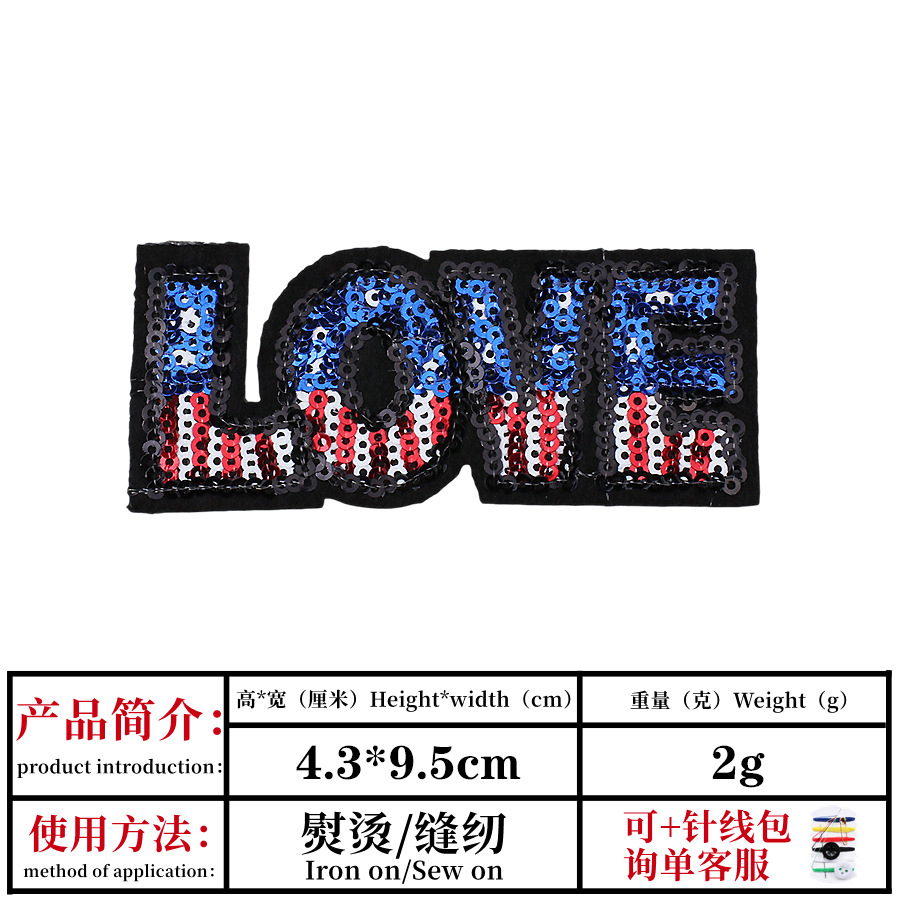 LOVE
产品简介：
product introduction：
高*宽（厘米）Height*width（cm）
重量（克）Weight（g）
4.3*9.5cm
2g
使用方法：
method of application：
熨烫/缝纫
Iron on/Sew on
可+针线包
询单客服